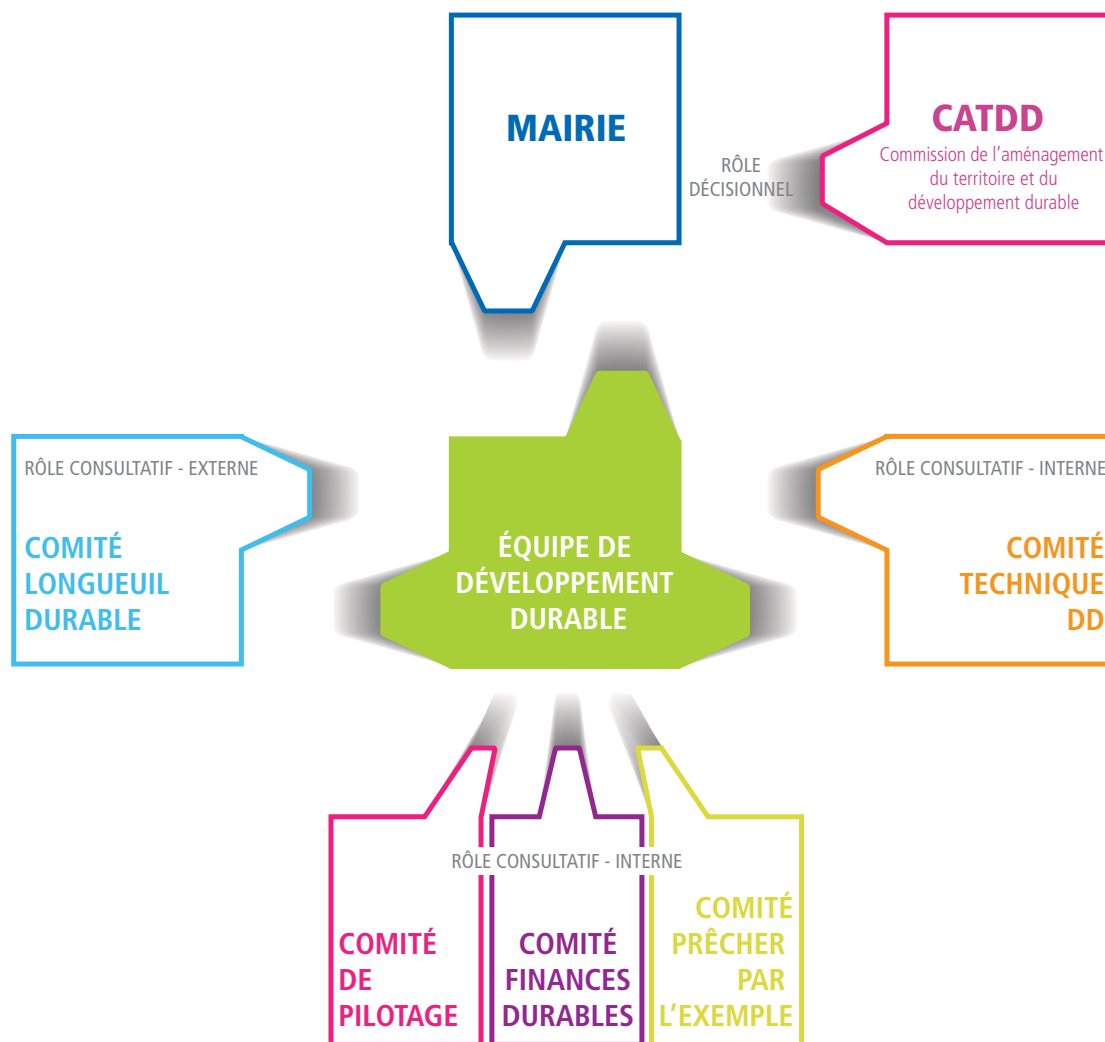 MAIRIE
RÔLE
DÉCISIONNEL
CATDD
Commission de l'aménagement
du territoire et du
développement durable
RÔLE CONSULTATIF - EXTERNE
COMITÉ
LONGUEUIL
DURABLE
ÉQUIPE DE
DÉVELOPPEMENT
DURABLE
RÔLE CONSULTATIF - INTERNE
COMITÉ
TECHNIQUE
DD
RÔLE CONSULTATIF - INTERNE
COMITÉ
DE
PILOTAGE
COMITÉ
FINANCES
DURABLES
COMITÉ
PRÊCHER
PAR
L'EXEMPLE